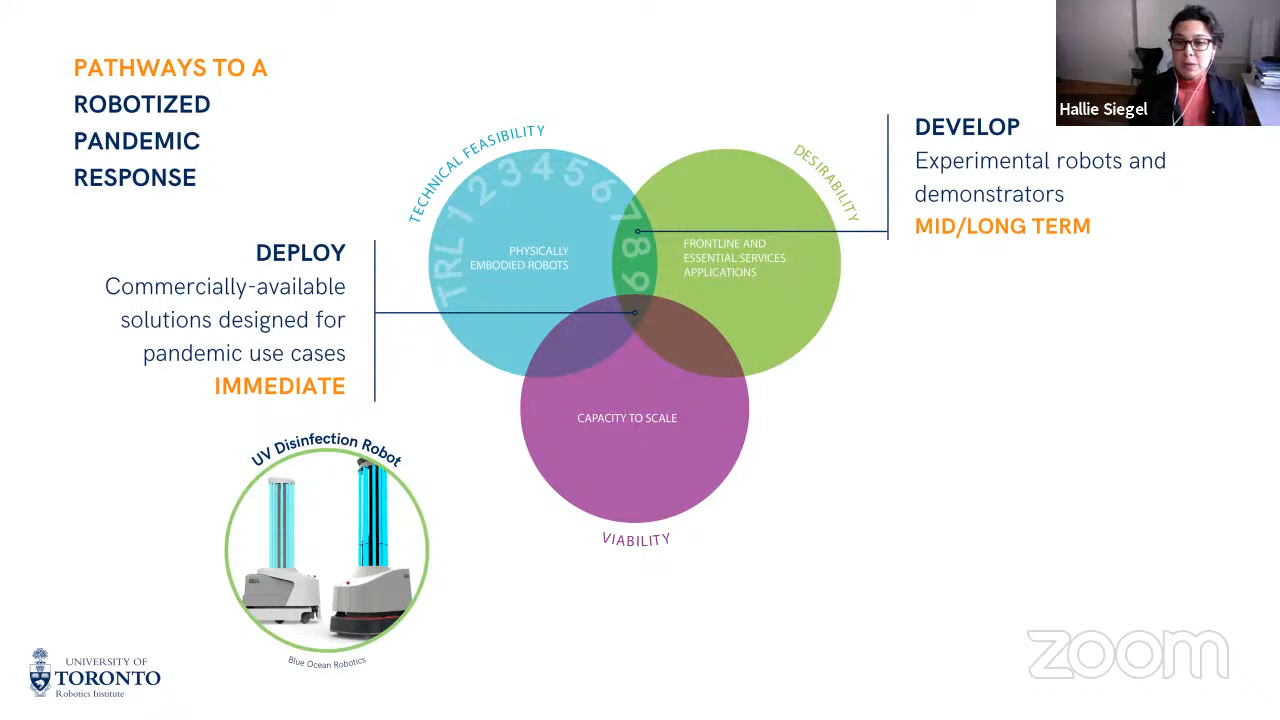 PATHWAYS TO A
ROBOTIZED
PANDEMIC
RESPONSE
Hallie Siegel
DEVELOP
Experimental robots and
demonstrators
MID/LONG TERM
TECHNICAL FEASIBILITY
DESIRABILITY
TRL 1 2 3 4 5 6 7 8 9
PHYSICALLY
EMBODIED ROBOTS
FRONTLINE AND
ESSENTIAL SERVICES
APPLICATIONS
DEPLOY
Commercially-available
solutions designed for
pandemic use cases
IMMEDIATE
CAPACITY TO SCALE
VIABILITY
UV Disinfection Robot
Blue Ocean Robotics
UNIVERSITY OF
TORONTO
Robotics Institute
zoom